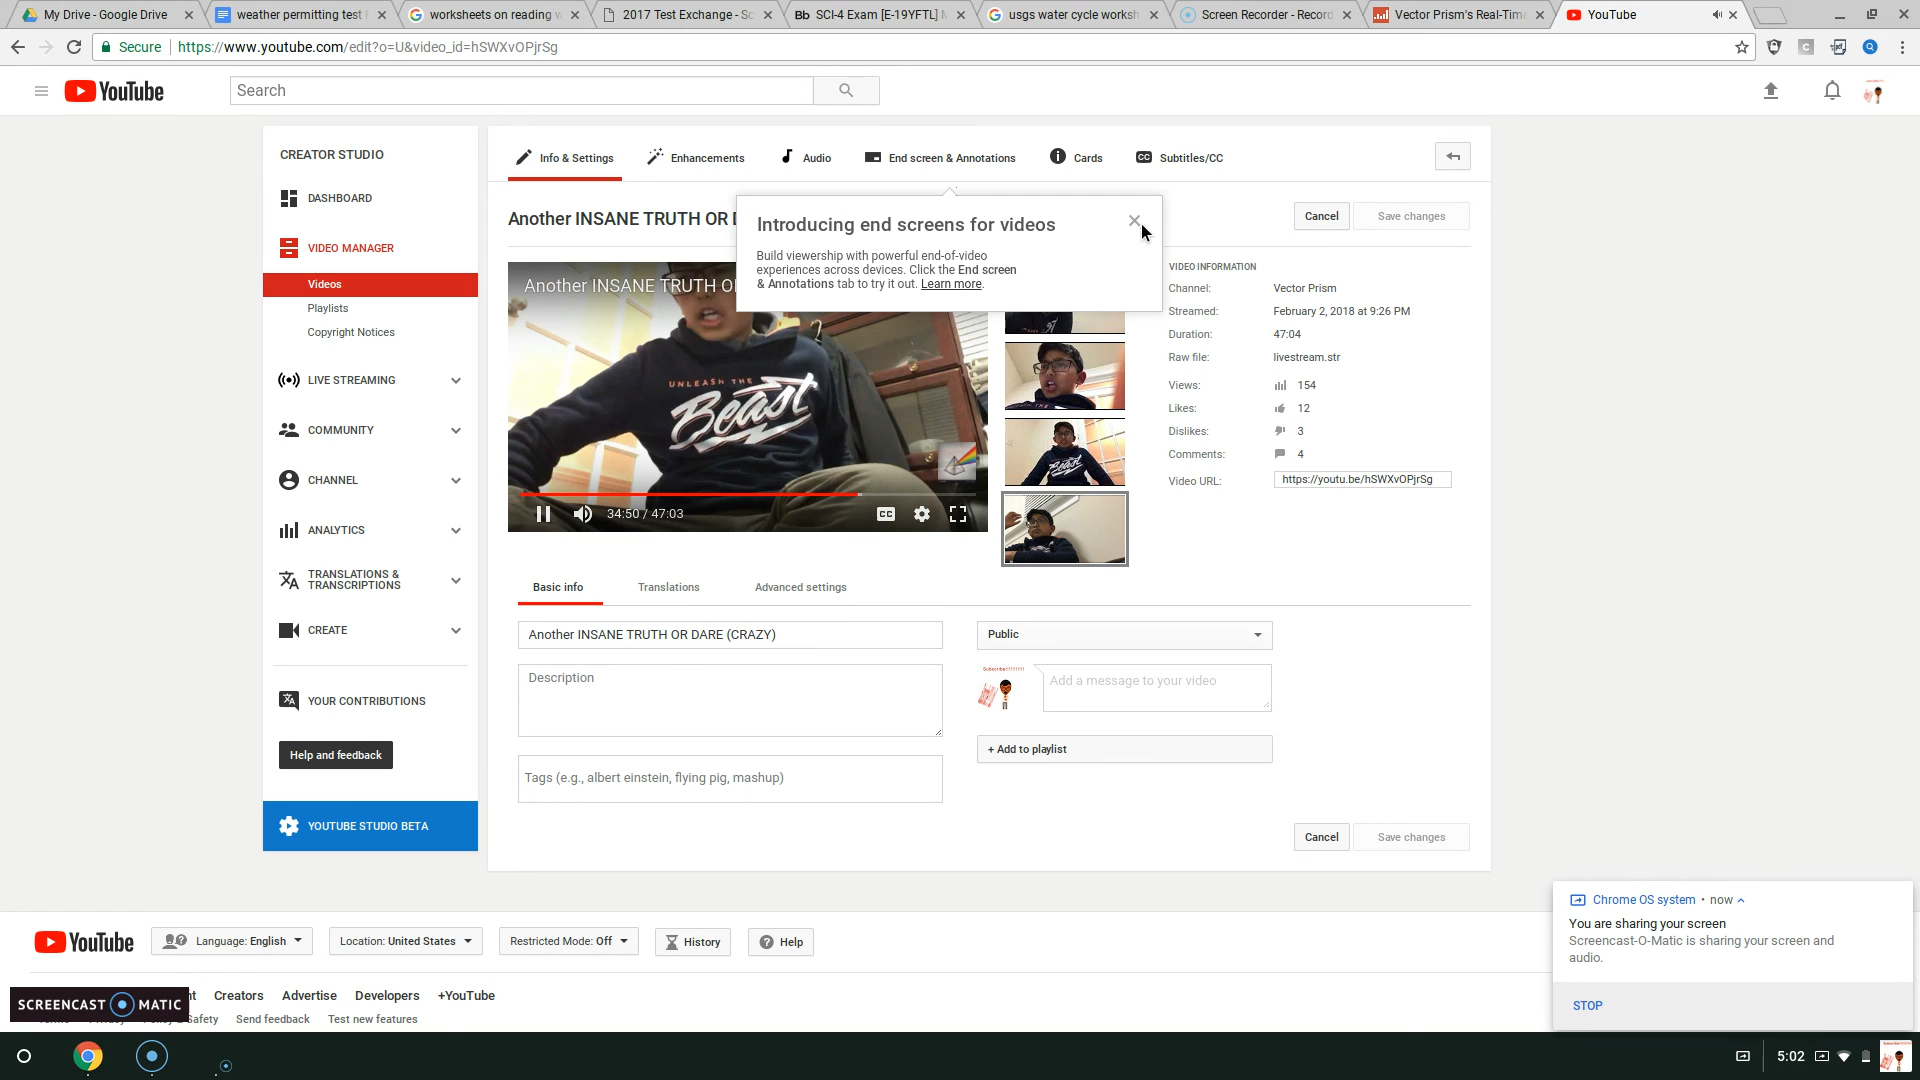 My Drive - Google Drive
weather permitting test
worksheets on reading w
2017 Test Exchange - Sc
Bb SCI-4 Exam [E-19YFTL]
usgs water cycle worksh
Screen Recorder - Record
Vector Prism's Real-Time
YouTube
Secure
https://www.youtube.com/edit?o=U&video_id=hSWXvOPjrSg
YouTube
Search
CREATOR STUDIO
DASHBOARD
VIDEO MANAGER
Videos
Playlists
Copyright Notices
LIVE STREAMING
COMMUNITY
CHANNEL
ANALYTICS
TRANSLATIONS &
TRANSCRIPTIONS
CREATE
YOUR CONTRIBUTIONS
Help and feedback
YOUTUBE STUDIO BETA
Info & Settings
Enhancements
Audio
End screen & Annotations
Cards
CC Subtitles/CC
Another INSANE TRUTH OR D
Cancel
Save changes
Introducing end screens for videos
Build viewership with powerful end-of-video
experiences across devices. Click the End screen
& Annotations tab to try it out. Learn more.
Another INSANE TRUTH O
UNLEASH THE
Beast
34:50 / 47:03
CC
Beast
VIDEO INFORMATION
Channel: Vector Prism
Streamed: February 2, 2018 at 9:26 PM
Duration: 47:04
Raw file: livestream.str
Views: 154
Likes: 12
Dislikes: 3
Comments: 4
Video URL: https://youtu.be/hSWXvOPjrSg
Basic info
Translations
Advanced settings
Another INSANE TRUTH OR DARE (CRAZY)
Description
Tags (e.g., albert einstein, flying pig, mashup)
Public
Subscribe!!!!!!!!
Add a message to your video
+ Add to playlist
Cancel
Save changes
YouTube
Language: English
Location: United States
Restricted Mode: Off
History
Help
Creators
Advertise
Developers
+YouTube
Safety
Send feedback
Test new features
SCREENCAST MATIC
Chrome OS system • now
You are sharing your screen
Screencast-O-Matic is sharing your screen and
audio.
STOP
5:02